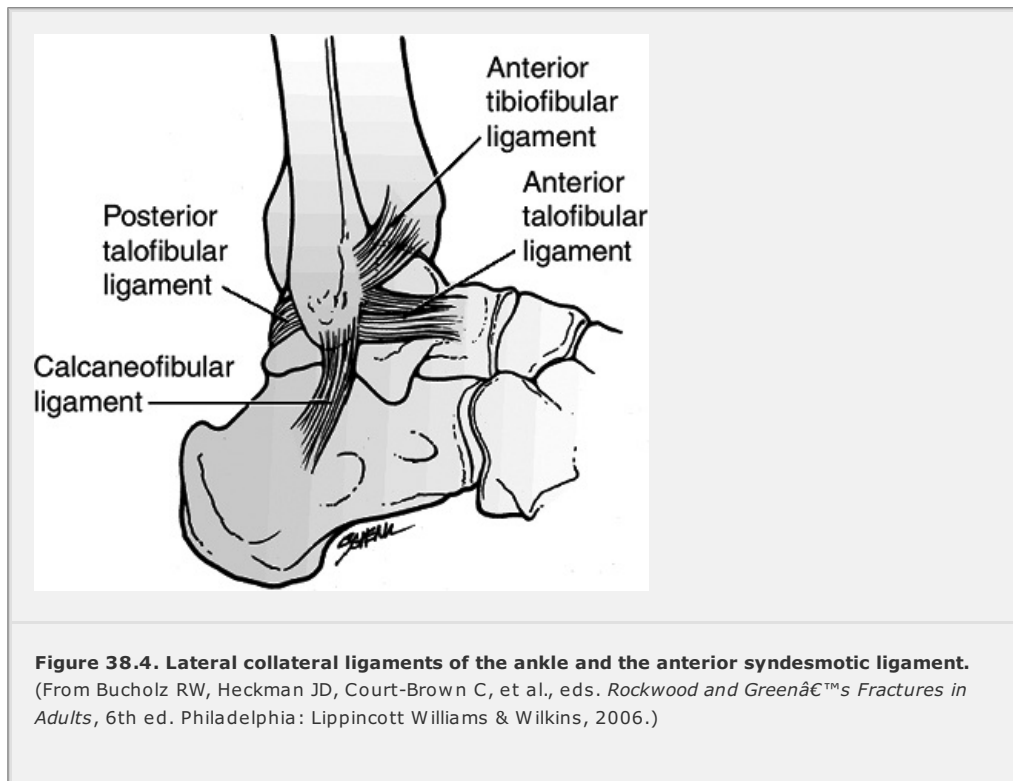 Anterior
tibiofibular
ligament
Anterior
talofibular
ligament
Posterior
talofibular
ligament
Calcaneofibular
ligament
Figure 38.4. Lateral collateral ligaments of the ankle and the anterior syndesmotic ligament.
(From Bucholz RW, Heckman JD, Court-Brown C, et al., eds. Rockwood and Greenâ€™s Fractures in
Adults, 6th ed. Philadelphia: Lippincott Williams & Wilkins, 2006.)